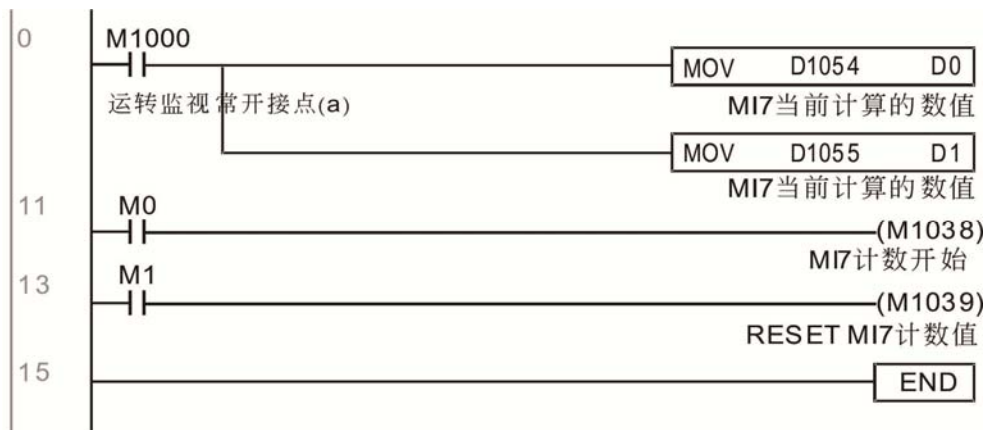 0
M1000
MOV D1054 D0
运转监视常开接点(a)
MI7当前计算的数值
MOV D1055 D1
MI7当前计算的数值
11
M0
(M1038)
MI7计数开始
13
M1
(M1039)
RESET MI7计数值
15
END